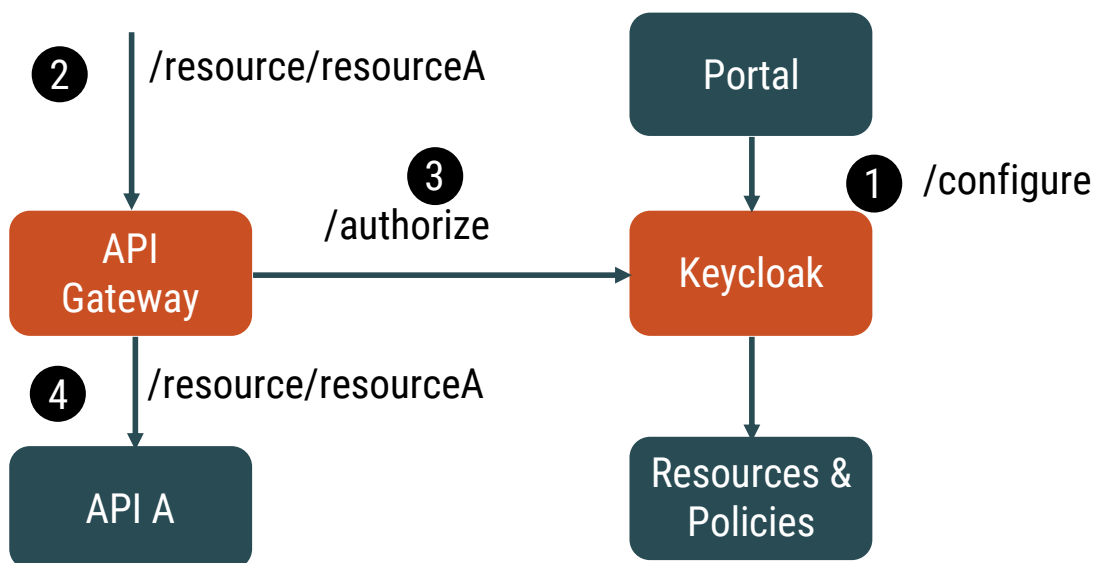 2
/resource/resourceA
Portal
3
/authorize
1
/configure
API
Gateway
Keycloak
4
/resource/resourceA
API A
Resources &
Policies